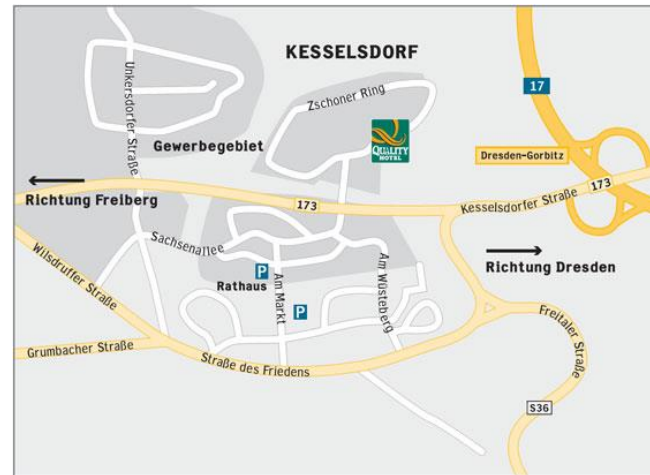 KESSELSDORF
17
Unkersdorfer Straße
Zschoner Ring
Gewerbegebiet
QUALITY
HOTEL
Dresden-Gorbitz
173
Richtung Freiberg
173
Kesselsdorfer Straße
Sachsenallee
Richtung Dresden
P
Rathaus
Am Markt
P
Am Wüsteberg
Wilsdruffer Straße
Freitaler Straße
Grumbacher Straße
Straße des Friedens
S36